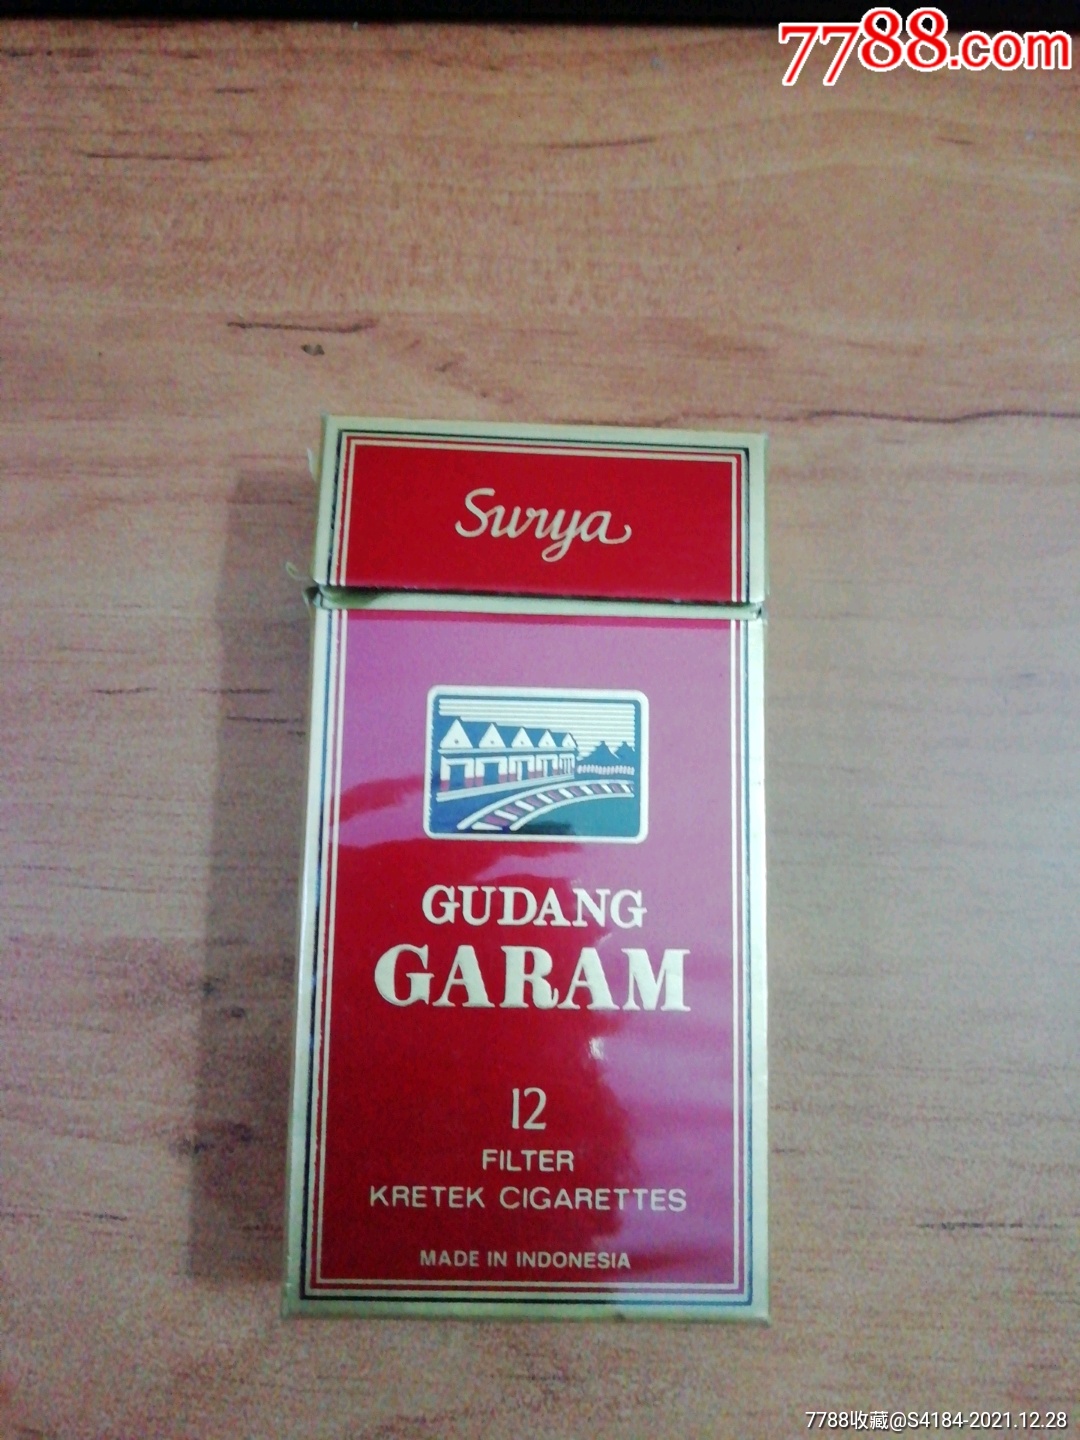 7788.com
Surya
GUDANG
GARAM
12
FILTER
KRETEK CIGARETTES
MADE IN INDONESIA
7788收藏@S4184-2021.12.28